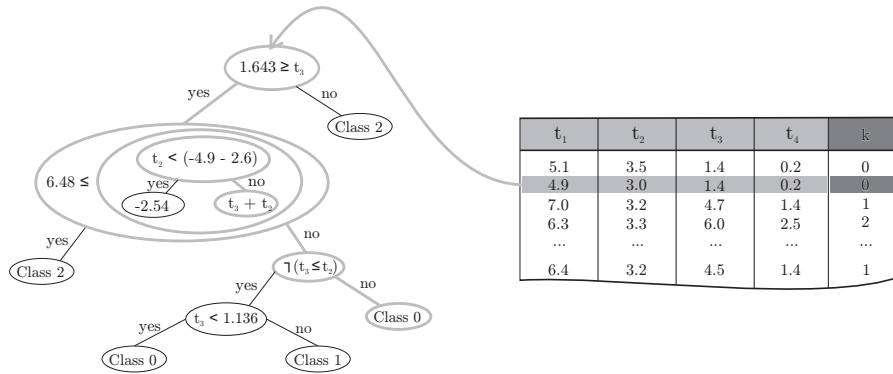 1.643 ≥ t₃
yes
no
Class 2
t₂ < (-4.9 - 2.6)
6.48 ≤
yes
no
-2.54
t₃ + t₂
yes
no
Class 2
ꓶ(t₃≤t₂)
yes
no
t₃ < 1.136
Class 0
yes
no
Class 0
Class 1
t₁ t₂ t₃ t₄ k
5.1 3.5 1.4 0.2 0
4.9 3.0 1.4 0.2 0
7.0 3.2 4.7 1.4 1
6.3 3.3 6.0 2.5 2
... ... ... ... ...
6.4 3.2 4.5 1.4 1